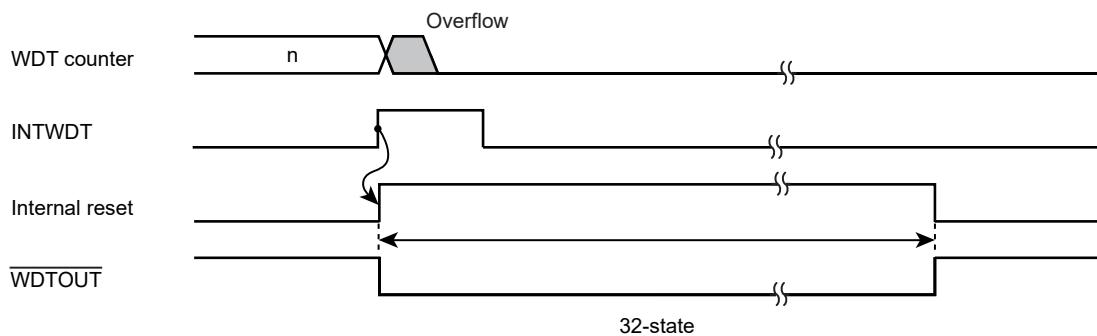 Overflow
WDT counter
n
INTWDT
Internal reset
WDTOUT
32-state